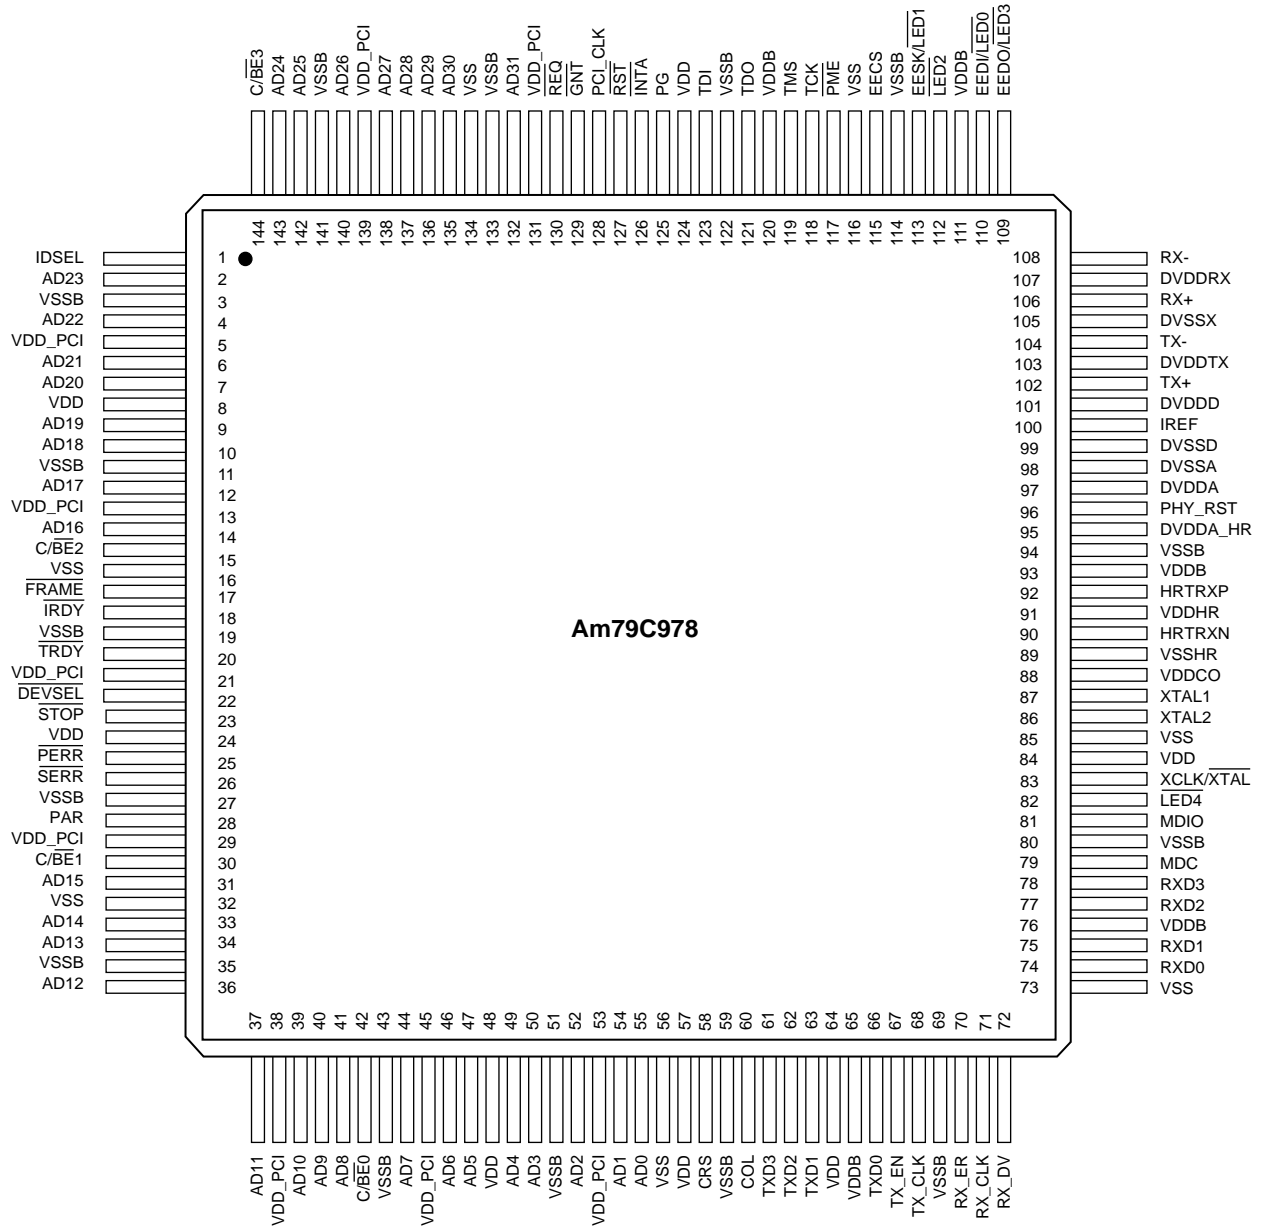 C/BE3
AD24
AD25
VSSB
AD26
VDD_PCI
AD27
AD28
AD29
AD30
VSS
VSSB
AD31
VDD_PCI
REQ
GNT
PCI_CLK
RST
INTA
PG
VDD
TDI
VSSB
TDO
VDDB
TMS
TCK
PME
VSS
EECS
VSSB
EESK/LED1
LED2
VDDB
EEDI/LED0
EEDO/LED3
144
143
142
141
140
139
138
137
136
135
134
133
132
131
130
129
128
127
126
125
124
123
122
121
120
119
118
117
116
115
114
113
112
111
110
109
IDSEL 1 108 RX-
AD23 2 107 DVDDRX
VSSB 3 106 RX+
AD22 4 105 DVSSX
VDD_PCI 5 104 TX-
AD21 6 103 DVDDTX
AD20 7 102 TX+
VDD 8 101 DVDDD
AD19 9 100 IREF
AD18 10 99 DVSSD
VSSB 11 98 DVSSA
AD17 12 97 DVDDA
VDD_PCI 13 96 PHY_RST
AD16 14 95 DVDDA_HR
C/BE2 15 94 VSSB
VSS 16 93 VDDB
FRAME 17 92 HRTRXP
IRDY 18 91 VDDHR
VSSB 19 90 HRTRXN
TRDY 20 89 VSSHR
VDD_PCI 21 88 VDDCO
DEVSEL 22 87 XTAL1
STOP 23 86 XTAL2
VDD 24 85 VSS
PERR 25 84 VDD
SERR 26 83 XCLK/XTAL
VSSB 27 82 LED4
PAR 28 81 MDIO
VDD_PCI 29 80 VSSB
C/BE1 30 79 MDC
AD15 31 78 RXD3
VSS 32 77 RXD2
AD14 33 76 VDDB
AD13 34 75 RXD1
VSSB 35 74 RXD0
AD12 36 73 VSS
Am79C978
37
38
39
40
41
42
43
44
45
46
47
48
49
50
51
52
53
54
55
56
57
58
59
60
61
62
63
64
65
66
67
68
69
70
71
72
AD11
VDD_PCI
AD10
AD9
AD8
C/BE0
VSSB
AD7
VDD_PCI
AD6
AD5
VDD
AD4
AD3
VSSB
AD2
VDD_PCI
AD1
AD0
VSS
VDD
CRS
VSSB
COL
TXD3
TXD2
TXD1
VDD
VDDB
TXD0
TX_EN
TX_CLK
VSSB
RX_ER
RX_CLK
RX_DV